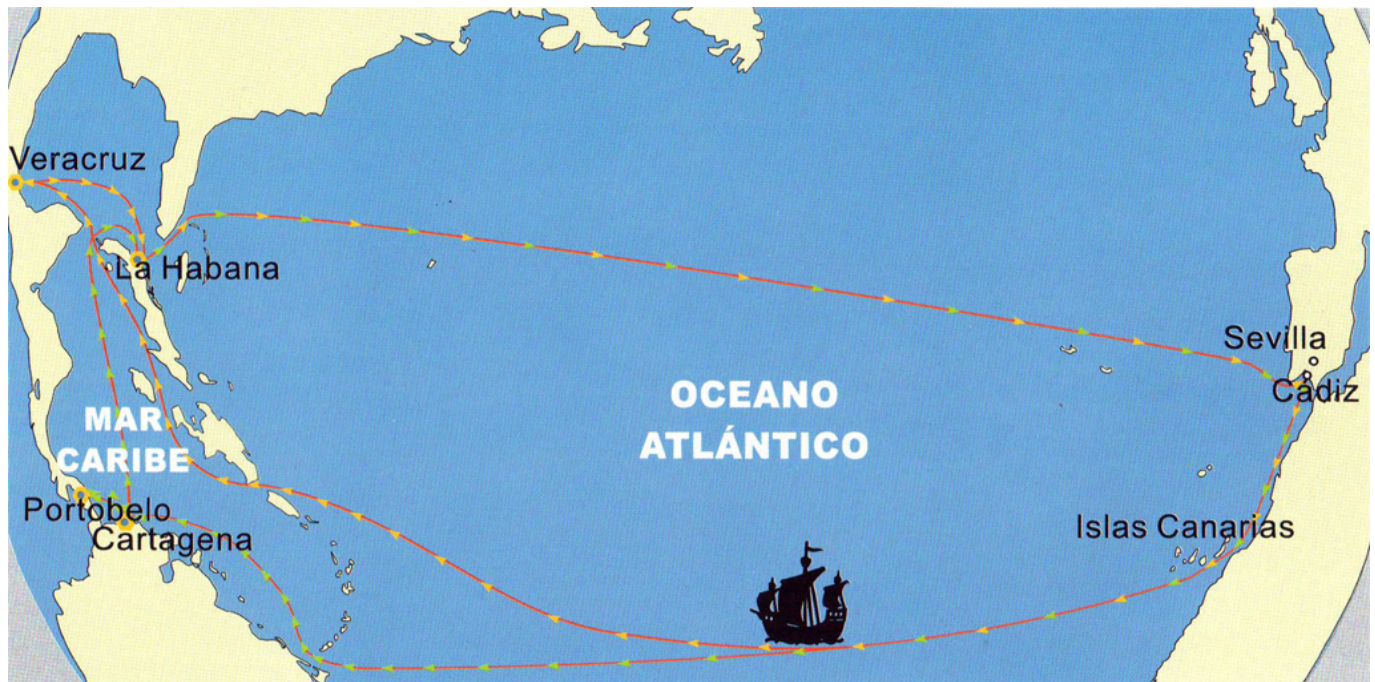 Veracruz
La Habana
Sevilla
Cádiz
OCEANO
ATLÁNTICO
MAR
CARIBE
Portobelo
Cartagena
Islas Canarias